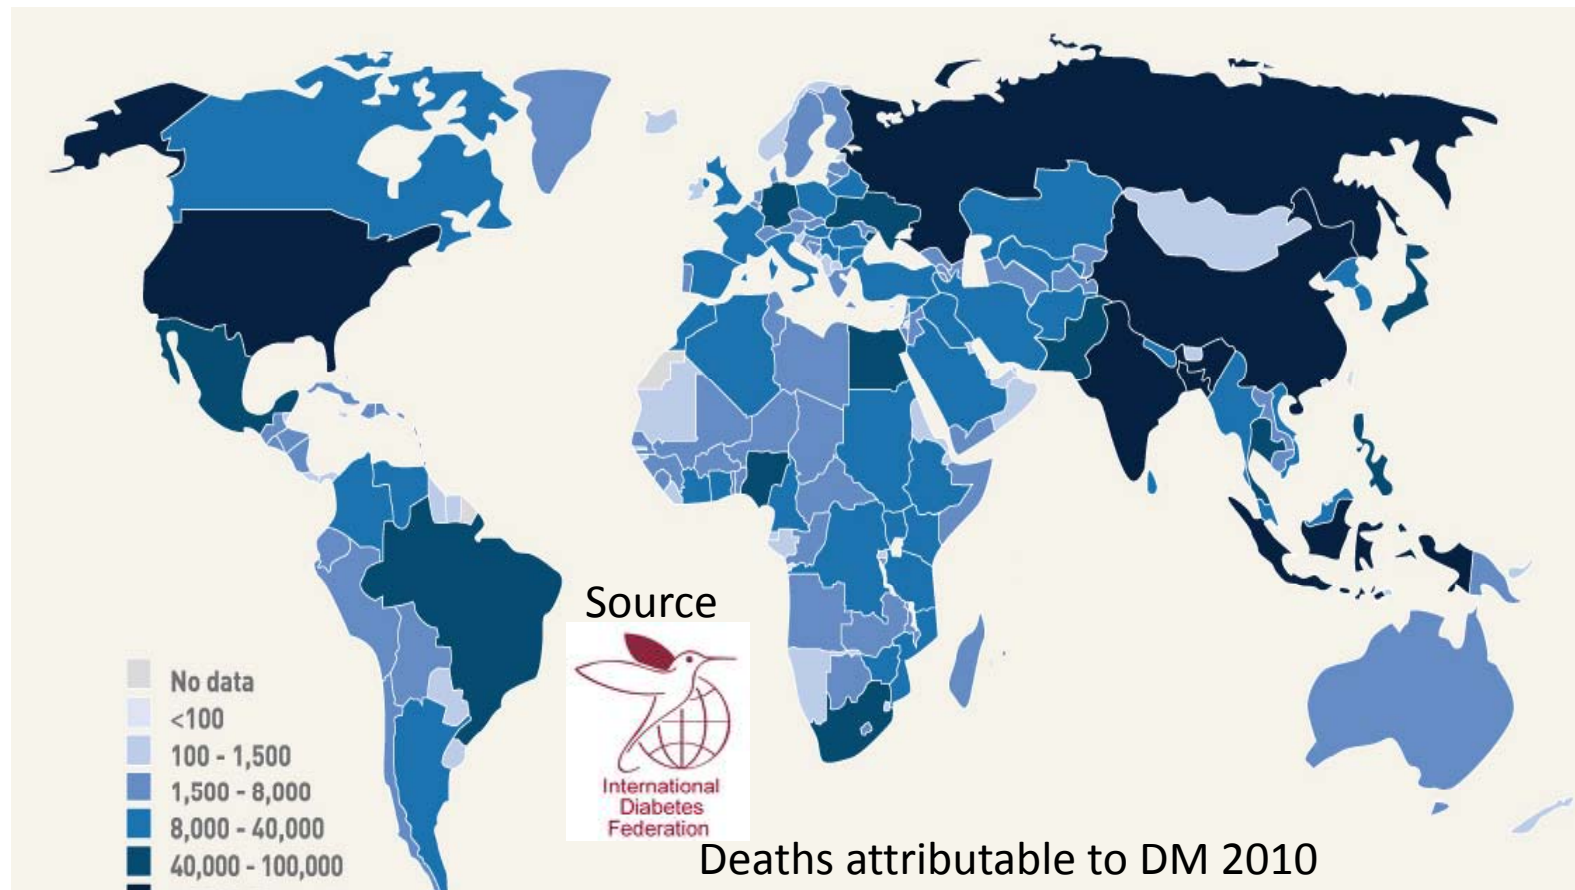 Source
International
Diabetes
Federation
No data
<100
100 - 1,500
1,500 - 8,000
8,000 - 40,000
40,000 - 100,000
Deaths attributable to DM 2010